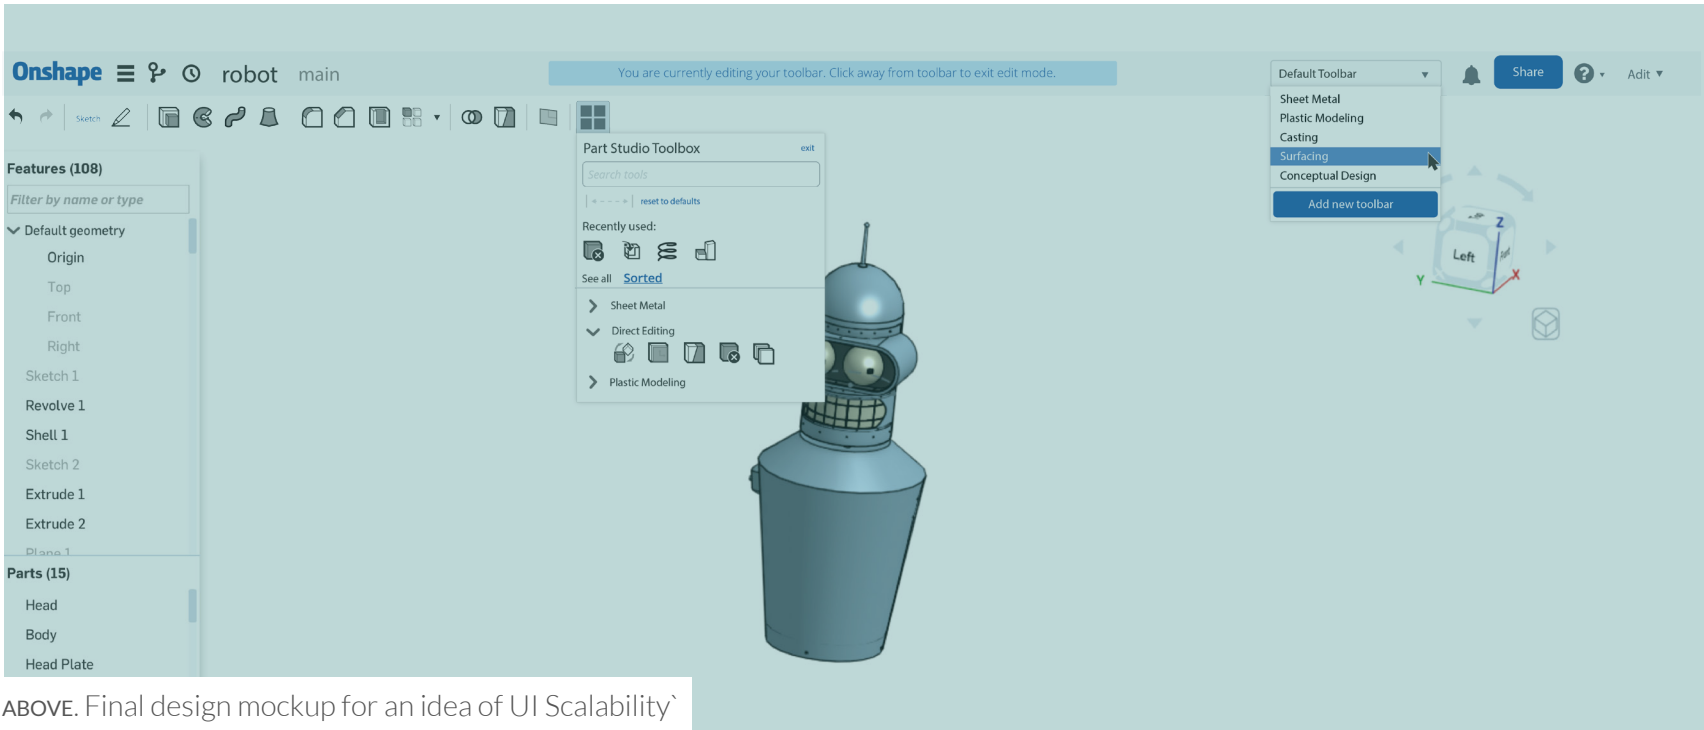 Onshape robot main
You are currently editing your toolbar. Click away from toolbar to exit edit mode.
Default Toolbar
Share
? Adit
Sheet Metal
Plastic Modeling
Casting
Surfacing
Conceptual Design
Add new toolbar
Sketch
Part Studio Toolbox exit
Search tools
reset to defaults
Recently used:
See all Sorted
Sheet Metal
Direct Editing
Plastic Modeling
Features (108)
Filter by name or type
Default geometry
Origin
Top
Front
Right
Sketch 1
Revolve 1
Shell 1
Sketch 2
Extrude 1
Extrude 2
Plane 1
Parts (15)
Head
Body
Head Plate
Z
Left
Y
X
ABOVE. Final design mockup for an idea of UI Scalability`